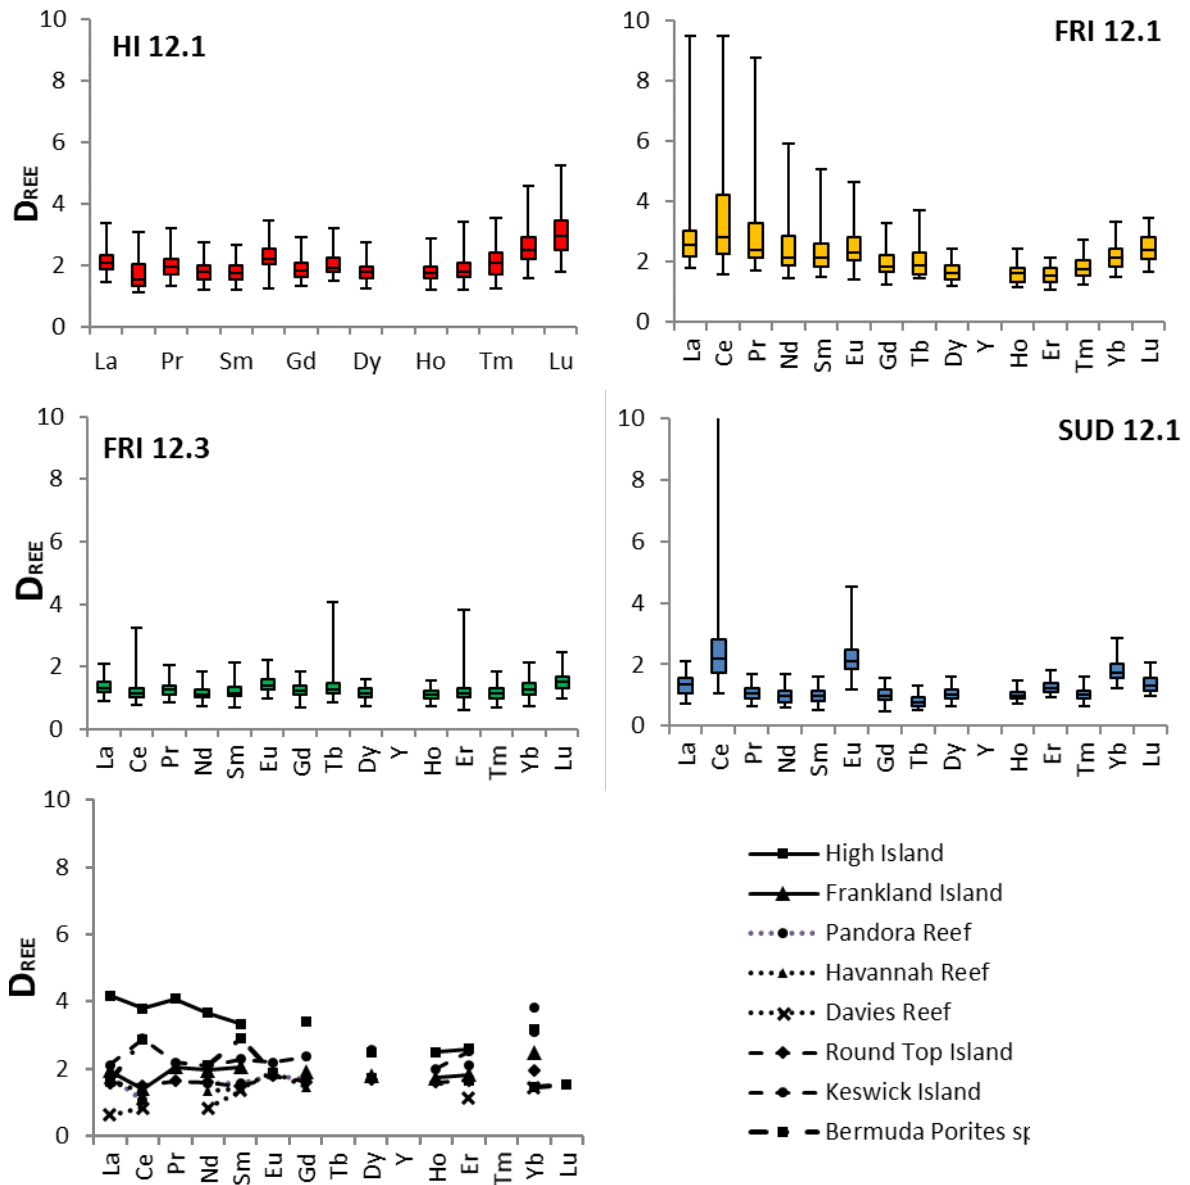 HI 12.1
DREE
10
8
6
4
2
0
La Pr Sm Gd Dy Ho Tm Lu
FRI 12.1
10
8
6
4
2
0
La Ce Pr Nd Sm Eu Gd Tb Dy Y Ho Er Tm Yb Lu
FRI 12.3
DREE
10
8
6
4
2
0
La Ce Pr Nd Sm Eu Gd Tb Dy Y Ho Er Tm Yb Lu
SUD 12.1
10
8
6
4
2
0
La Ce Pr Nd Sm Eu Gd Tb Dy Y Ho Er Tm Yb Lu
DREE
10
8
6
4
2
0
La Ce Pr Nd Sm Eu Gd Tb Dy Y Ho Er Tm Yb Lu
High Island
Frankland Island
Pandora Reef
Havannah Reef
Davies Reef
Round Top Island
Keswick Island
Bermuda Porites sp